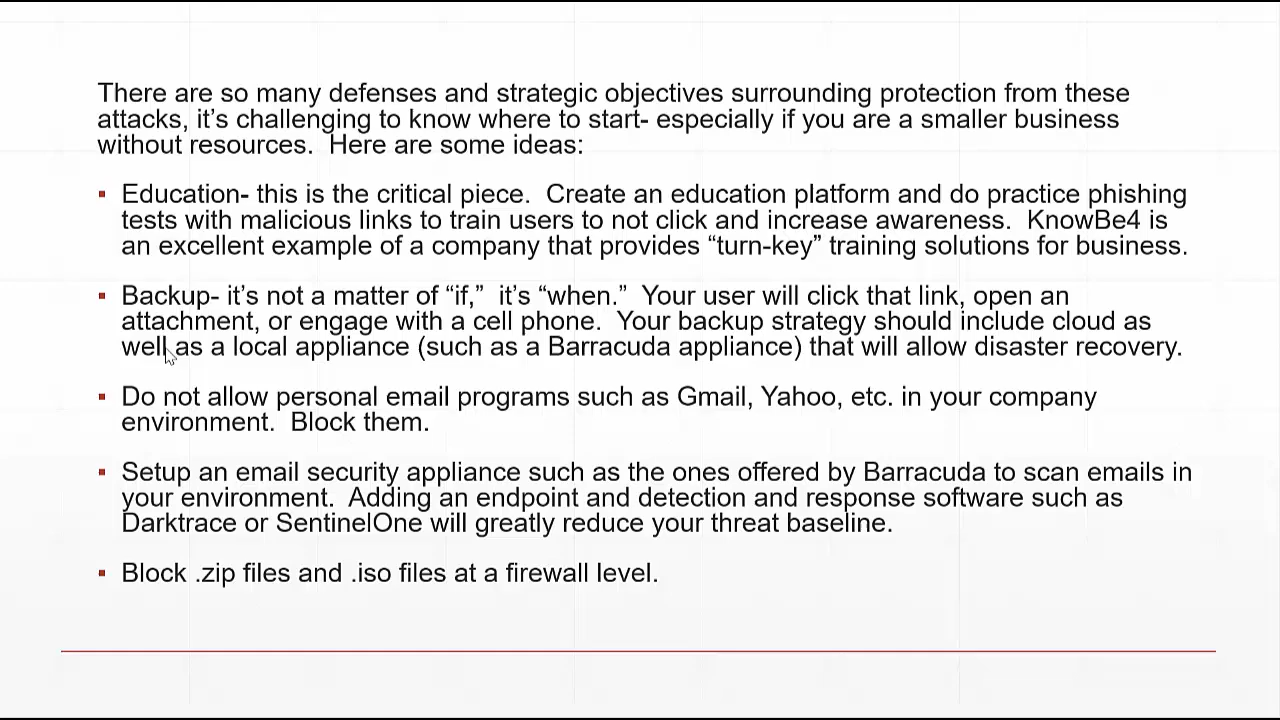 There are so many defenses and strategic objectives surrounding protection from these
attacks, it’s challenging to know where to start- especially if you are a smaller business
without resources.  Here are some ideas:
▪ Education- this is the critical piece.  Create an education platform and do practice phishing
tests with malicious links to train users to not click and increase awareness.  KnowBe4 is
an excellent example of a company that provides “turn-key” training solutions for business.
▪ Backup- it’s not a matter of “if,”  it’s “when.”  Your user will click that link, open an
attachment, or engage with a cell phone.  Your backup strategy should include cloud as
well as a local appliance (such as a Barracuda appliance) that will allow disaster recovery.
▪ Do not allow personal email programs such as Gmail, Yahoo, etc. in your company
environment.  Block them.
▪ Setup an email security appliance such as the ones offered by Barracuda to scan emails in
your environment.  Adding an endpoint and detection and response software such as
Darktrace or SentinelOne will greatly reduce your threat baseline.
▪ Block .zip files and .iso files at a firewall level.